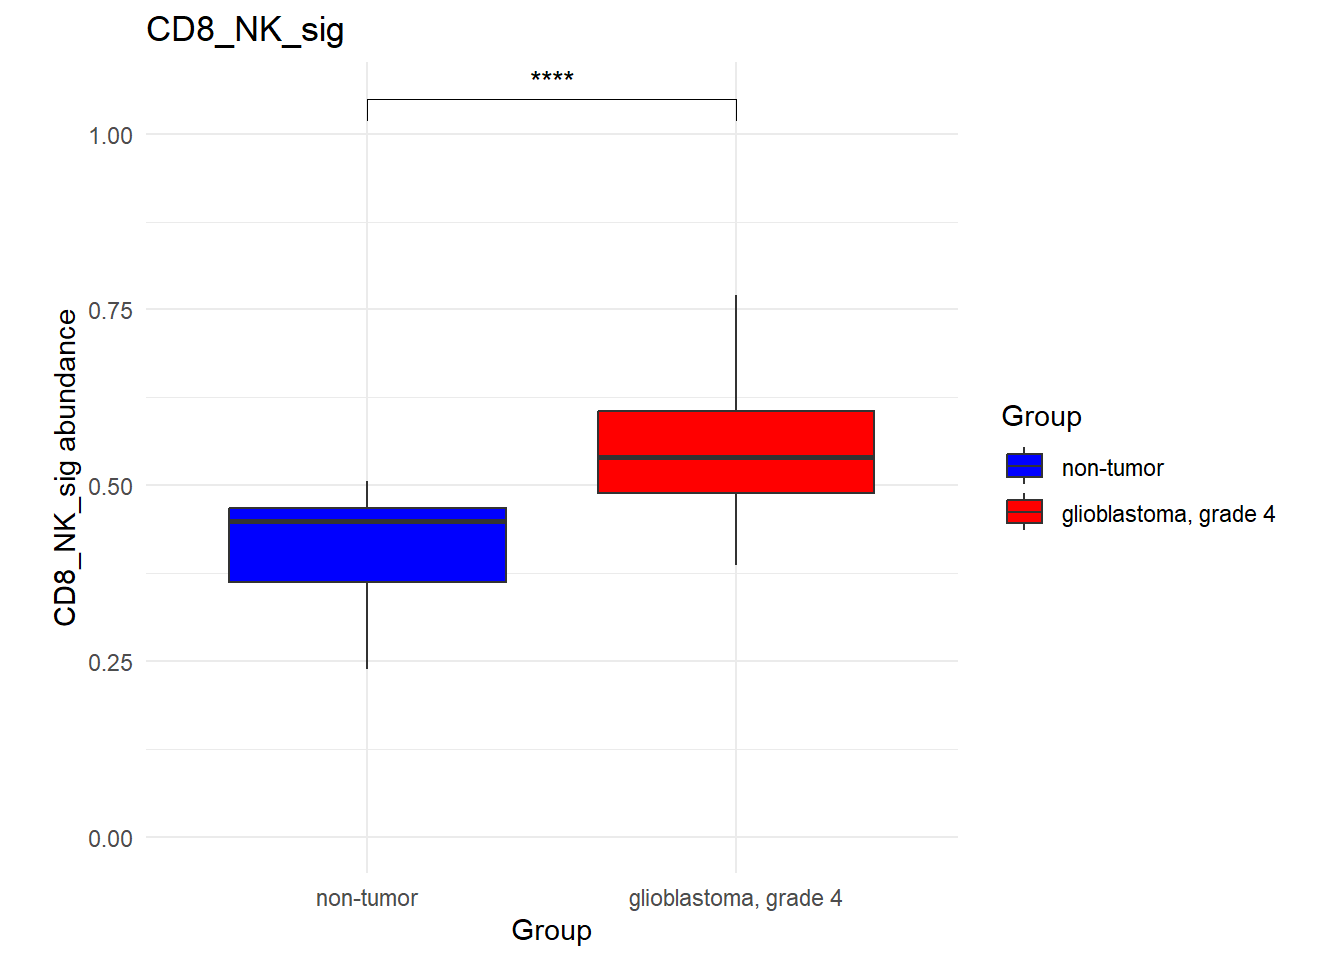 CD8_NK_sig
****
1.00
0.75
0.50
0.25
0.00
CD8_NK_sig abundance
non-tumor
glioblastoma, grade 4
Group
Group
non-tumor
glioblastoma, grade 4